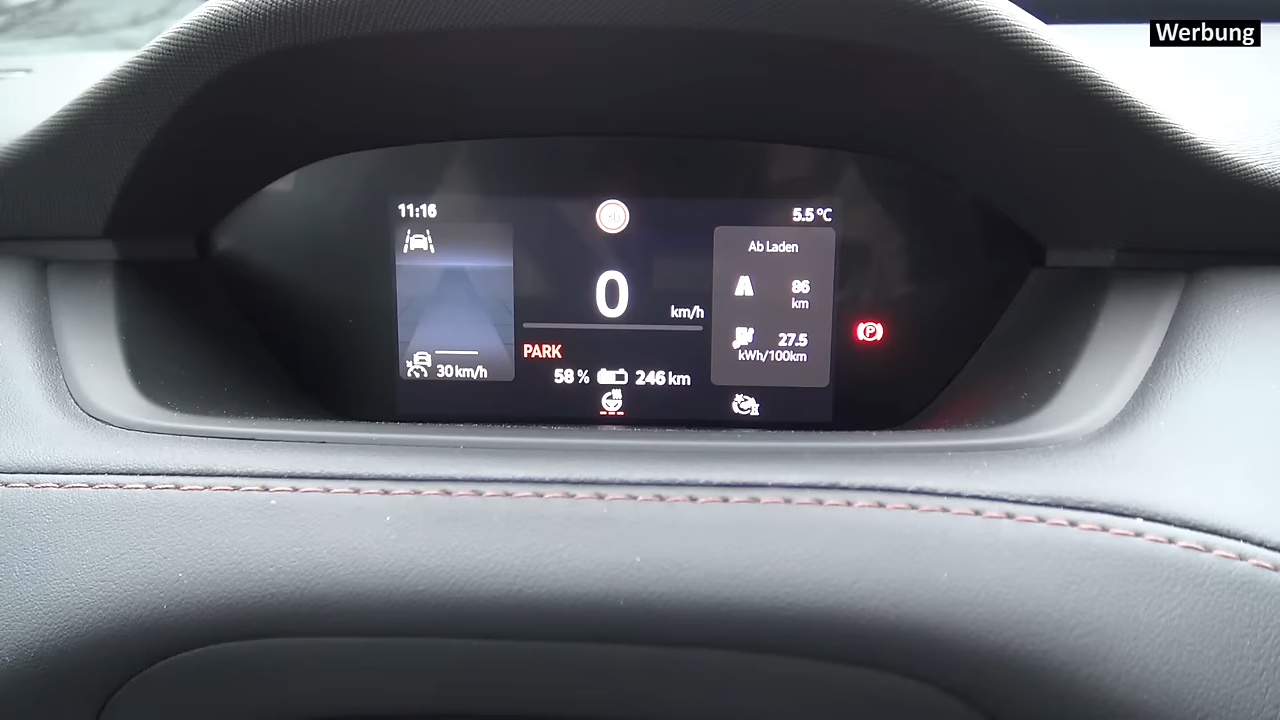 Werbung
11:16
5.5 °C
0
km/h
PARK
58 %
246 km
30 km/h
Ab Laden
86
km
27.5
kWh/100km
P